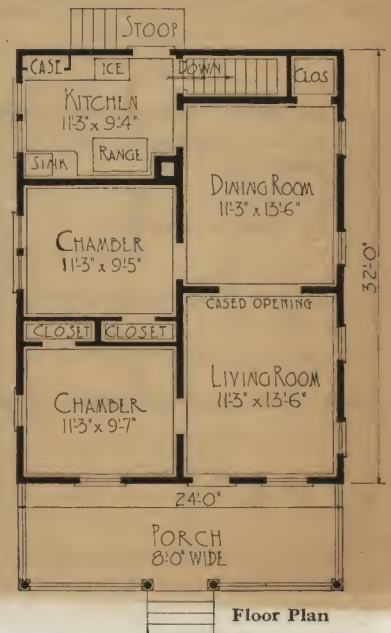 STOOP
CASE
ICE
DOWN
CLOS
KITCHEN
11'-3" x 9'-4"
SINK
RANGE
DINING ROOM
11'-3" x 13'-6"
CHAMBER
11'-3" x 9'-5"
32'-0"
CASED OPENING
CLOSET
CLOSET
LIVING ROOM
11'-3" x 13'-6"
CHAMBER
11'-3" x 9'-7"
24'-0"
PORCH
8'-0" WIDE
Floor Plan